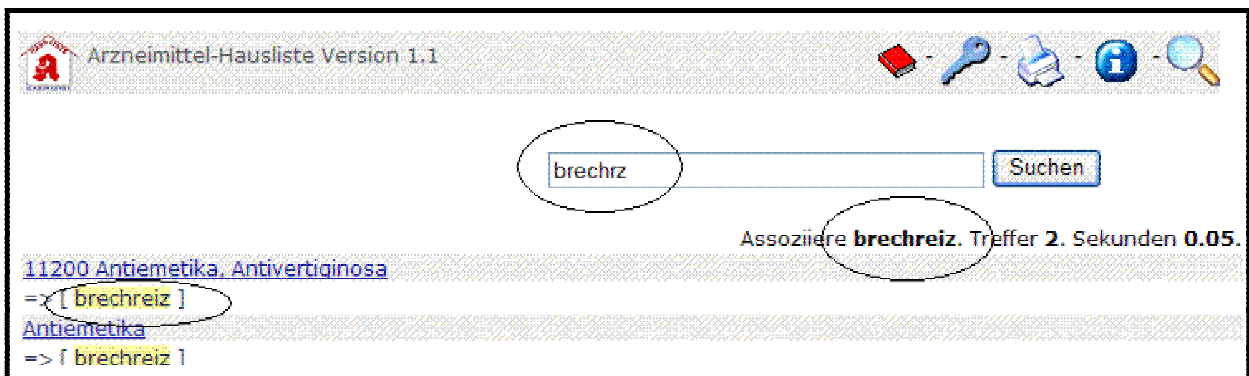 Arzneimittel-Hausliste Version 1.1
brechrz
Suchen
Assoziiere brechreiz. Treffer 2. Sekunden 0.05.
11200 Antiemetika, Antivertiginosa
=> [ brechreiz ]
Antiemetika
=> [ brechreiz ]